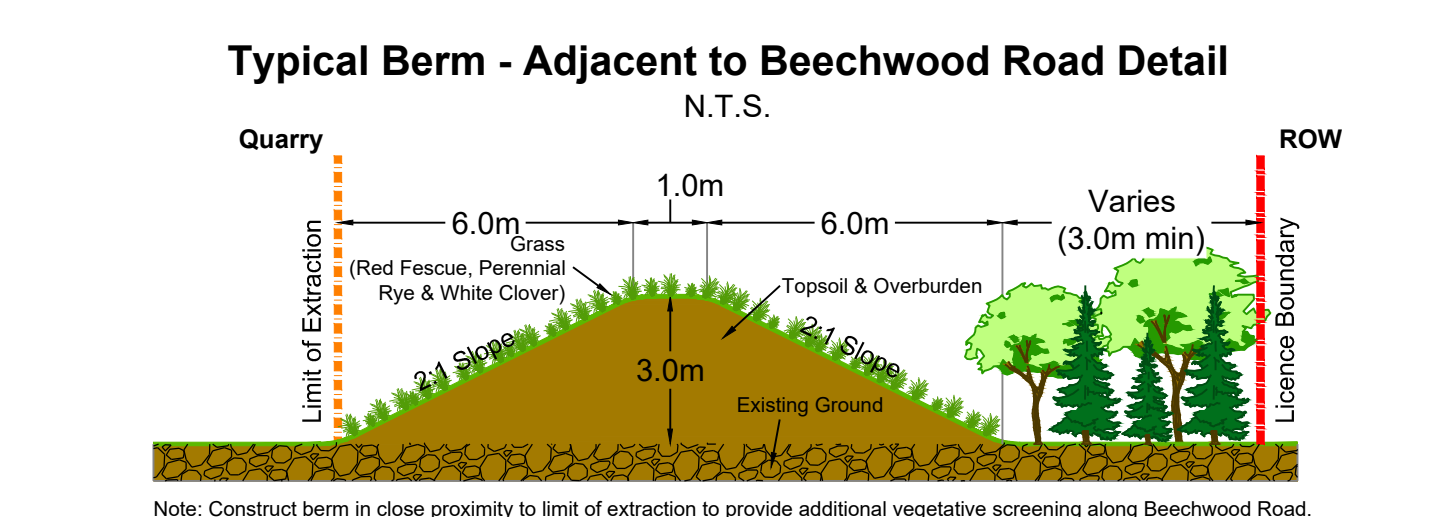 Typical Berm - Adjacent to Beechwood Road Detail
N.T.S.
Quarry
ROW
1.0m
6.0m
6.0m
Varies
(3.0m min)
Grass
(Red Fescue, Perennial
Rye & White Clover)
Topsoil & Overburden
Limit of Extraction
2:1 Slope
2:1 Slope
3.0m
Existing Ground
Licence Boundary
Note: Construct berm in close proximity to limit of extraction to provide additional vegetative screening along Beechwood Road.